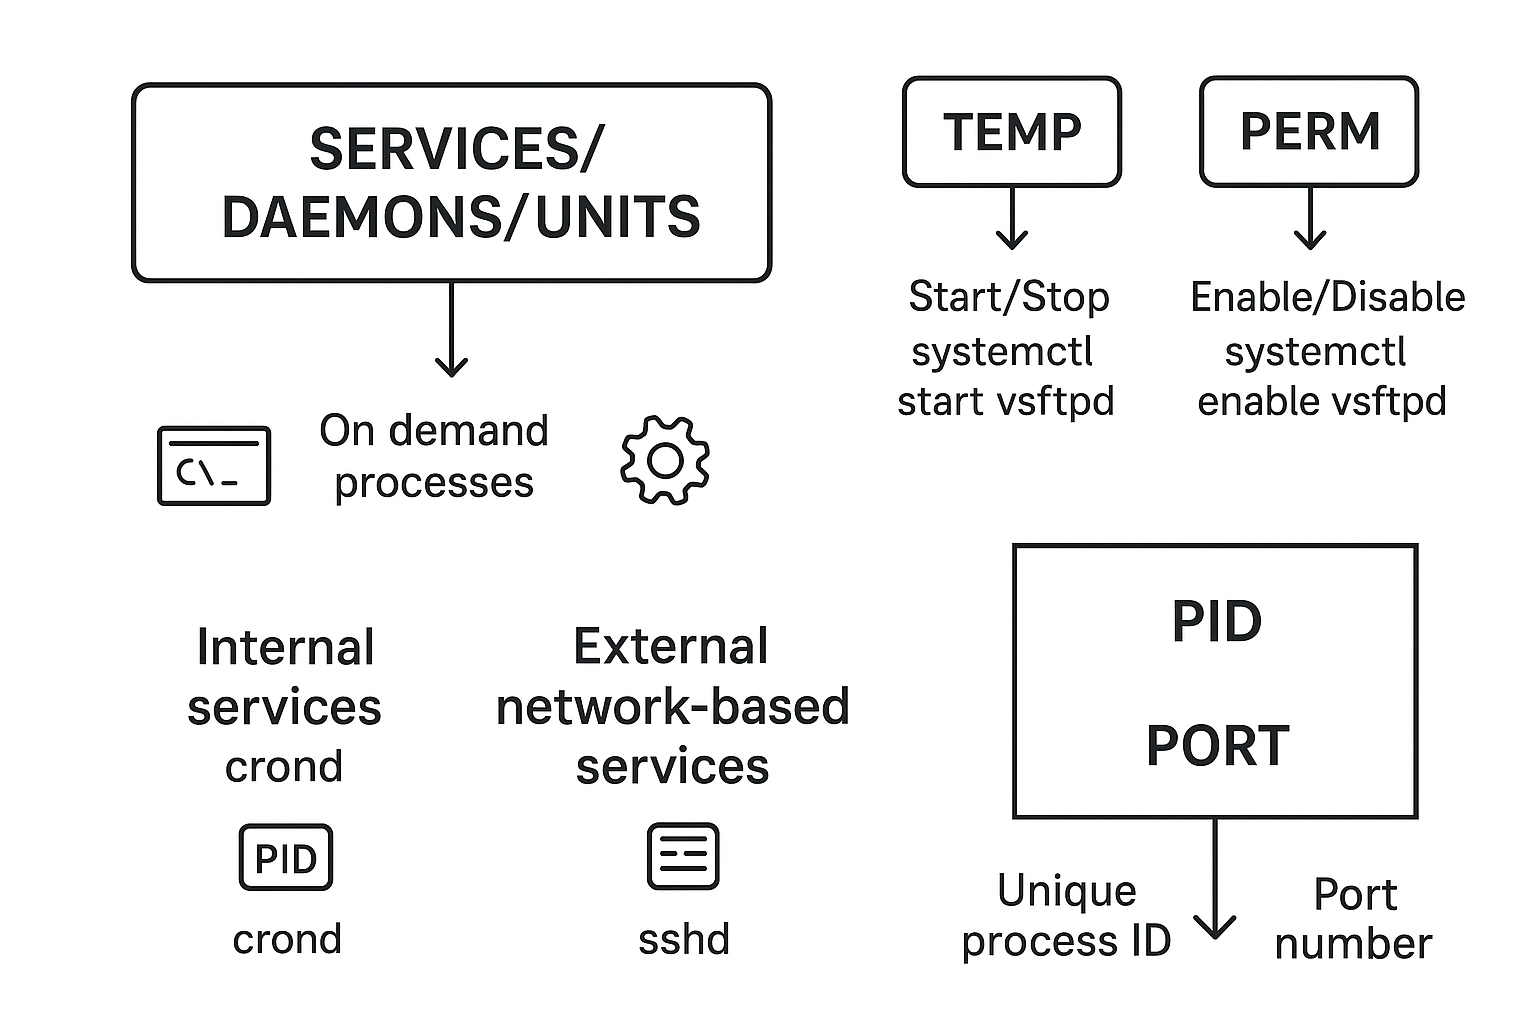 SERVICES/
DAEMONS/UNITS
On demand
processes
C\_
Internal
services
crond
PID
crond
External
network-based
services
sshd
TEMP
Start/Stop
systemctl
start vsftpd
PERM
Enable/Disable
systemctl
enable vsftpd
PID
PORT
Unique
process ID
Port
number